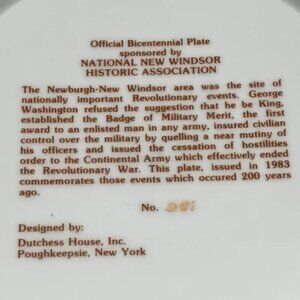 Official Bicentennial Plate
sponsored by
NATIONAL NEW WINDSOR
HISTORIC ASSOCIATION
The Newburgh-New Windsor area was the site of
nationally important Revolutionary events. George
Washington refused the suggestion that he be King,
established the Badge of Military Merit, the first
award to an enlisted man in any army, insured civilian
control over the military by quelling a near mutiny of
his officers and issued the cessation of hostilities
order to the Continental Army which effectively ended
the Revolutionary War. This plate, issued in 1983
commemorates those events which occured 200 years
ago.
No.
Designed by:
Dutchess House, Inc.
Poughkeepsie, New York